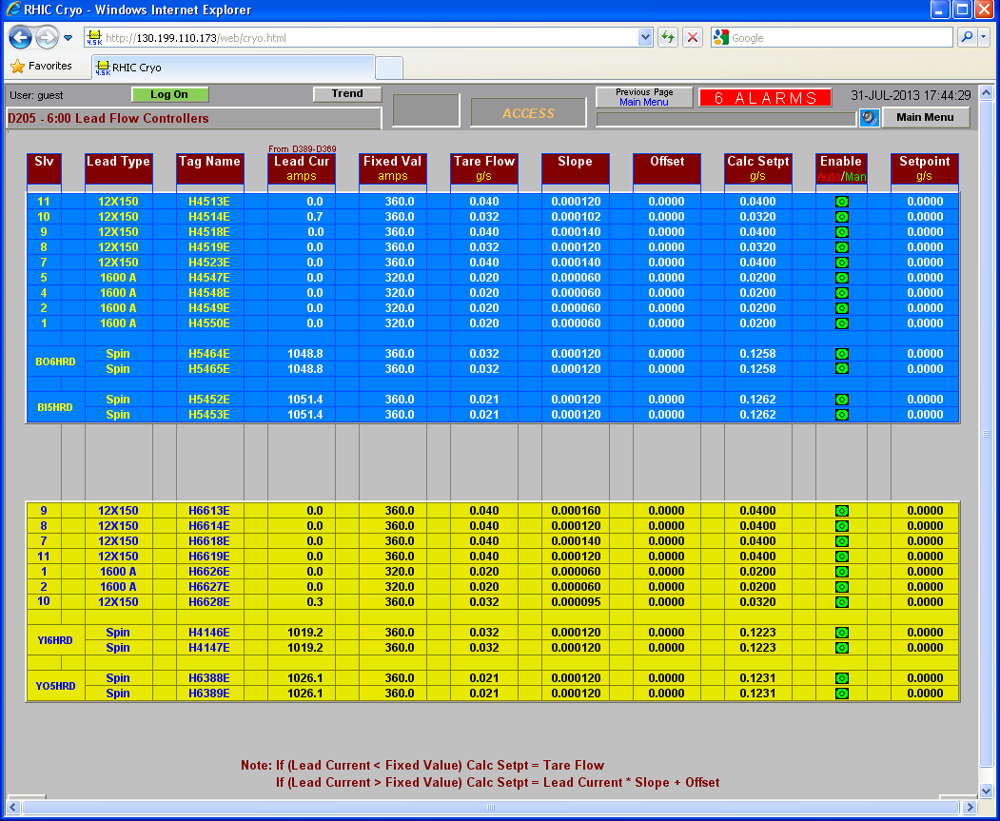 RHIC Cryo - Windows Internet Explorer
http://130.199.110.173/web/cryo.html
Google
Favorites
4.5K RHIC Cryo
User: guest Log On Trend Previous Page Main Menu 6 ALARMS 31-JUL-2013 17:44:29
D205 - 6:00 Lead Flow Controllers ACCESS Main Menu
From D389-D369
Slv Lead Type Tag Name Lead Cur Fixed Val Tare Flow Slope Offset Calc Setpt Enable Setpoint
amps amps g/s g/s Auto/Man g/s
11 12X150 H4513E 0.0 360.0 0.040 0.000120 0.0000 0.0400 0.0000
10 12X150 H4514E 0.7 360.0 0.032 0.000102 0.0000 0.0320 0.0000
9 12X150 H4518E 0.0 360.0 0.040 0.000140 0.0000 0.0400 0.0000
8 12X150 H4519E 0.0 360.0 0.032 0.000120 0.0000 0.0320 0.0000
7 12X150 H4523E 0.0 360.0 0.040 0.000140 0.0000 0.0400 0.0000
5 1600 A H4547E 0.0 320.0 0.020 0.000060 0.0000 0.0200 0.0000
4 1600 A H4548E 0.0 320.0 0.020 0.000060 0.0000 0.0200 0.0000
2 1600 A H4549E 0.0 320.0 0.020 0.000060 0.0000 0.0200 0.0000
1 1600 A H4550E 0.0 320.0 0.020 0.000060 0.0000 0.0200 0.0000
BO6HRD
Spin H5464E 1048.8 360.0 0.032 0.000120 0.0000 0.1258 0.0000
Spin H5465E 1048.8 360.0 0.032 0.000120 0.0000 0.1258 0.0000
BI5HRD
Spin H5452E 1051.4 360.0 0.021 0.000120 0.0000 0.1262 0.0000
Spin H5453E 1051.4 360.0 0.021 0.000120 0.0000 0.1262 0.0000
9 12X150 H6613E 0.0 360.0 0.040 0.000160 0.0000 0.0400 0.0000
8 12X150 H6614E 0.0 360.0 0.040 0.000120 0.0000 0.0400 0.0000
7 12X150 H6618E 0.0 360.0 0.040 0.000140 0.0000 0.0400 0.0000
11 12X150 H6619E 0.0 360.0 0.040 0.000120 0.0000 0.0400 0.0000
1 1600 A H6626E 0.0 320.0 0.020 0.000060 0.0000 0.0200 0.0000
2 1600 A H6627E 0.0 320.0 0.020 0.000060 0.0000 0.0200 0.0000
10 12X150 H6628E 0.3 360.0 0.032 0.000095 0.0000 0.0320 0.0000
YI6HRD
Spin H4146E 1019.2 360.0 0.032 0.000120 0.0000 0.1223 0.0000
Spin H4147E 1019.2 360.0 0.032 0.000120 0.0000 0.1223 0.0000
YO5HRD
Spin H6388E 1026.1 360.0 0.021 0.000120 0.0000 0.1231 0.0000
Spin H6389E 1026.1 360.0 0.021 0.000120 0.0000 0.1231 0.0000
Note: If (Lead Current < Fixed Value) Calc Setpt = Tare Flow
If (Lead Current > Fixed Value) Calc Setpt = Lead Current * Slope + Offset